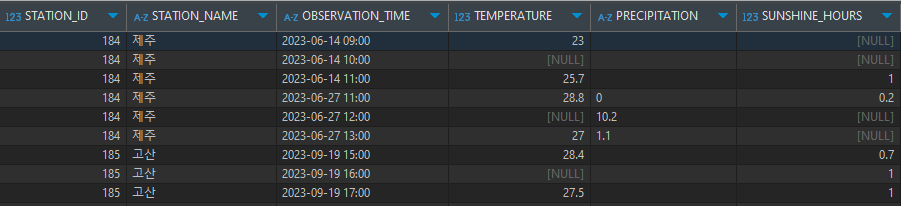 123 STATION_ID A-Z STATION_NAME A-Z OBSERVATION_TIME 123 TEMPERATURE A-Z PRECIPITATION 123 SUNSHINE_HOURS
184 제주 2023-06-14 09:00 23 [NULL]
184 제주 2023-06-14 10:00 [NULL] [NULL]
184 제주 2023-06-14 11:00 25.7 1
184 제주 2023-06-27 11:00 28.8 0 0.2
184 제주 2023-06-27 12:00 [NULL] 10.2 [NULL]
184 제주 2023-06-27 13:00 27 1.1 [NULL]
185 고산 2023-09-19 15:00 28.4 0.7
185 고산 2023-09-19 16:00 [NULL] 1
185 고산 2023-09-19 17:00 27.5 1